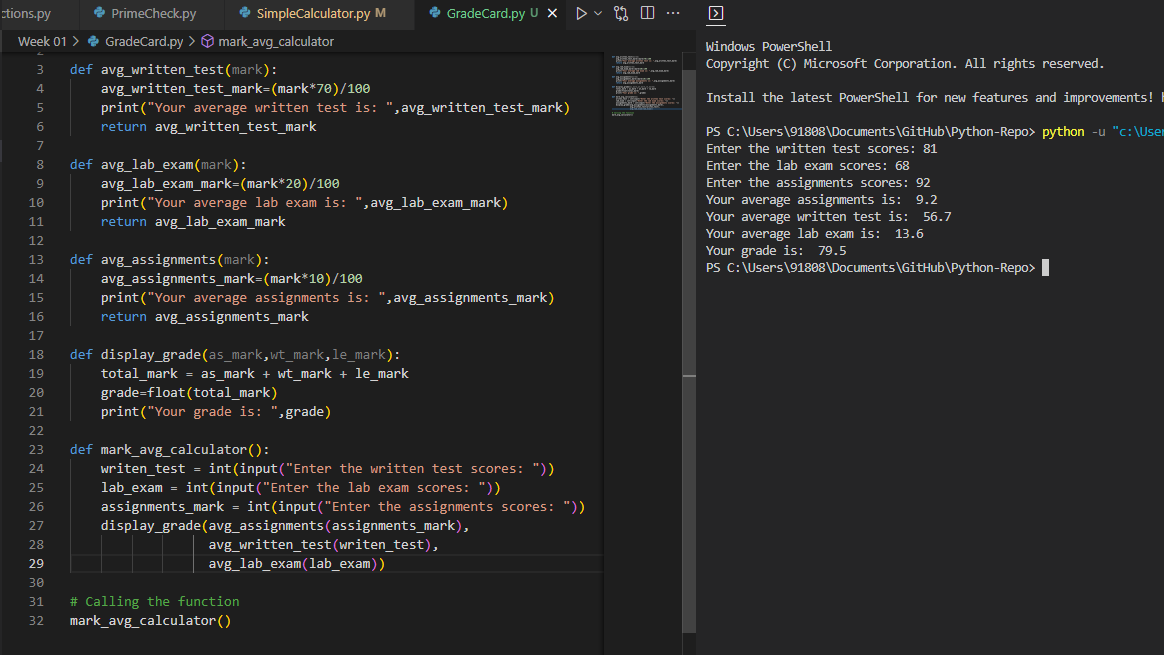 ctions.py PrimeCheck.py SimpleCalculator.py M GradeCard.py U
Week 01 > GradeCard.py > mark_avg_calculator
3 def avg_written_test(mark):
4 avg_written_test_mark=(mark*70)/100
5 print("Your average written test is: ",avg_written_test_mark)
6 return avg_written_test_mark
7
8 def avg_lab_exam(mark):
9 avg_lab_exam_mark=(mark*20)/100
10 print("Your average lab exam is: ",avg_lab_exam_mark)
11 return avg_lab_exam_mark
12
13 def avg_assignments(mark):
14 avg_assignments_mark=(mark*10)/100
15 print("Your average assignments is: ",avg_assignments_mark)
16 return avg_assignments_mark
17
18 def display_grade(as_mark,wt_mark,le_mark):
19 total_mark = as_mark + wt_mark + le_mark
20 grade=float(total_mark)
21 print("Your grade is: ",grade)
22
23 def mark_avg_calculator():
24 writen_test = int(input("Enter the written test scores: "))
25 lab_exam = int(input("Enter the lab exam scores: "))
26 assignments_mark = int(input("Enter the assignments scores: "))
27 display_grade(avg_assignments(assignments_mark),
28 avg_written_test(writen_test),
29 avg_lab_exam(lab_exam))
30
31 # Calling the function
32 mark_avg_calculator()
Windows PowerShell
Copyright (C) Microsoft Corporation. All rights reserved.
Install the latest PowerShell for new features and improvements!
PS C:\Users\91808\Documents\GitHub\Python-Repo> python -u "c:\User
Enter the written test scores: 81
Enter the lab exam scores: 68
Enter the assignments scores: 92
Your average assignments is:  9.2
Your average written test is:  56.7
Your average lab exam is:  13.6
Your grade is:  79.5
PS C:\Users\91808\Documents\GitHub\Python-Repo>